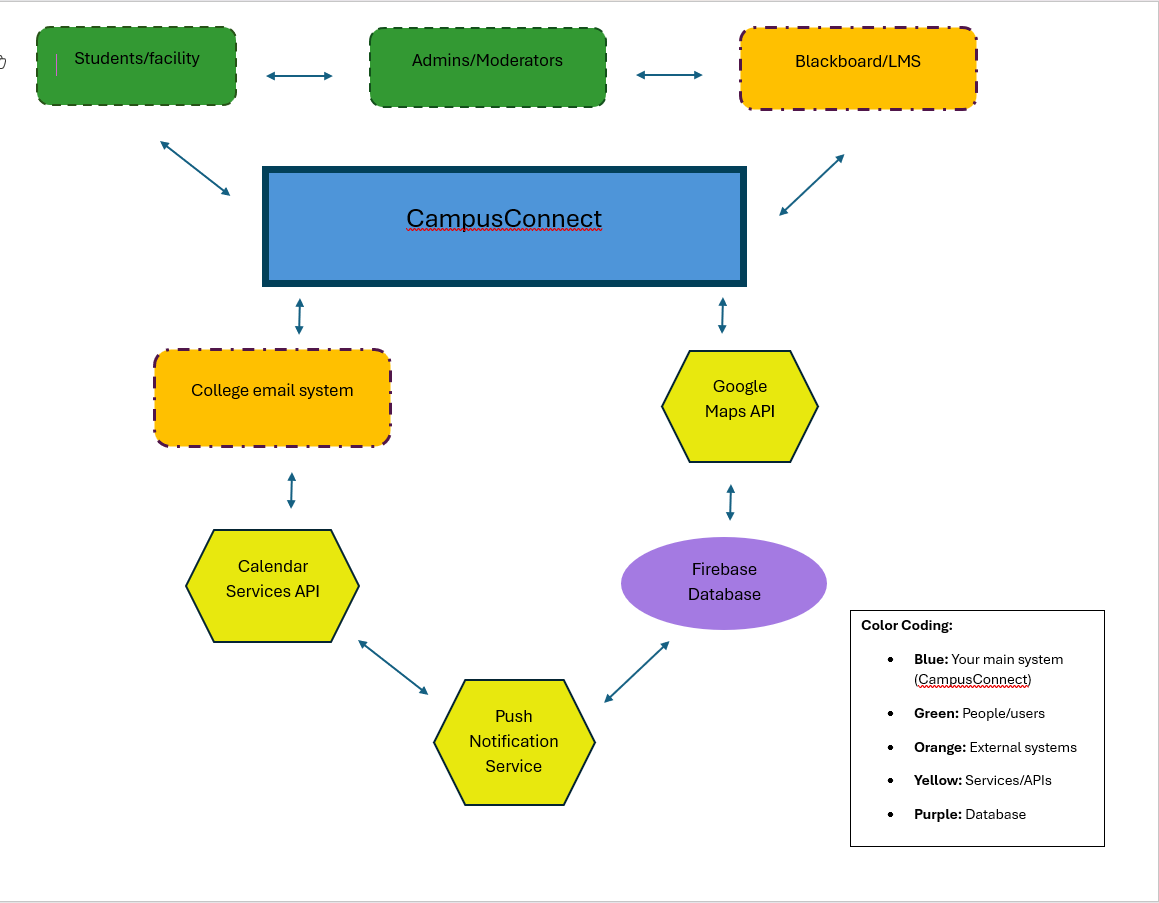 Students/facility
Admins/Moderators
Blackboard/LMS
CampusConnect
College email system
Google
Maps API
Calendar
Services API
Firebase
Database
Push
Notification
Service
Color Coding:
• Blue: Your main system
(CampusConnect)
• Green: People/users
• Orange: External systems
• Yellow: Services/APIs
• Purple: Database